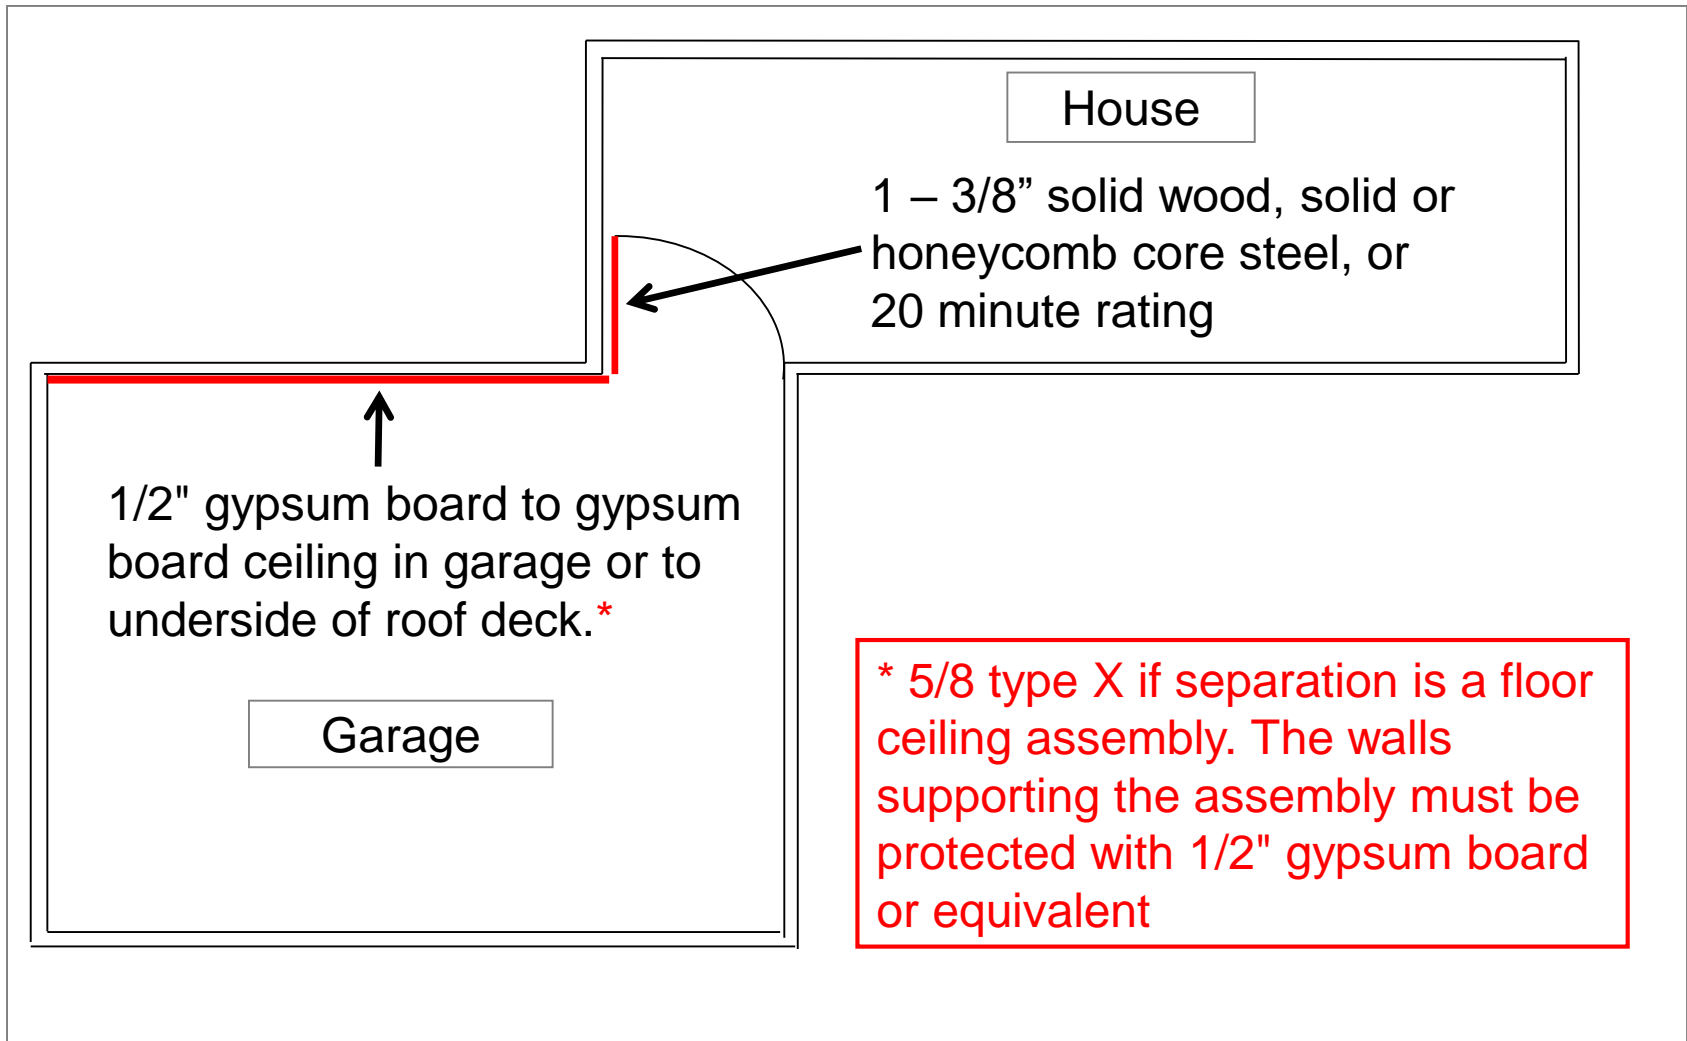 House
1 – 3/8” solid wood, solid or
honeycomb core steel, or
20 minute rating
1/2" gypsum board to gypsum
board ceiling in garage or to
underside of roof deck.*
Garage
* 5/8 type X if separation is a floor
ceiling assembly. The walls
supporting the assembly must be
protected with 1/2" gypsum board
or equivalent